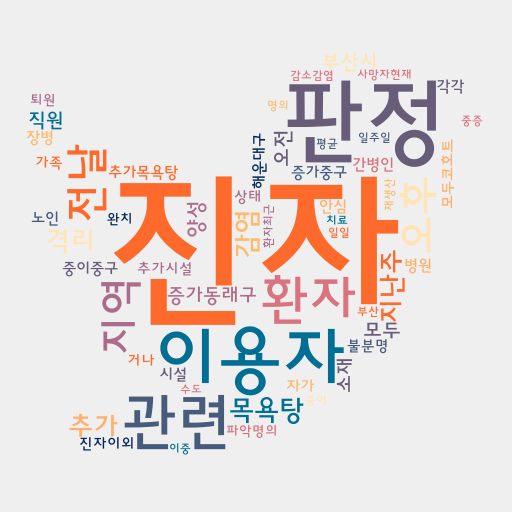 부산시
감소감염
사망자현재
판정
각각
퇴원
명의
직원
오전
평균
일주일
중증
장병
해운대구
모두코호트
가족
전날
추가목욕탕
증가중구
간병인
진자
상태
재생산
노인
완치
양성
감염
환자최근
안심
치료
일일
오후
격리
중이중구
추가시설
지역
증가동래구
환자
지난주
병원
부산
모두
이용자
불분명
거나
시설
소재
수도
자가
추가
관련
목욕탕
파악명의
진자이외
이중